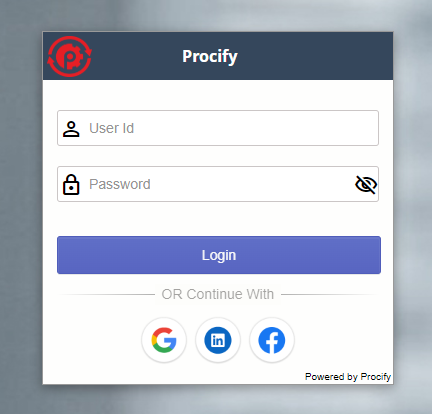 Procify
User Id
Password
Login
OR Continue With
Powered by Procify